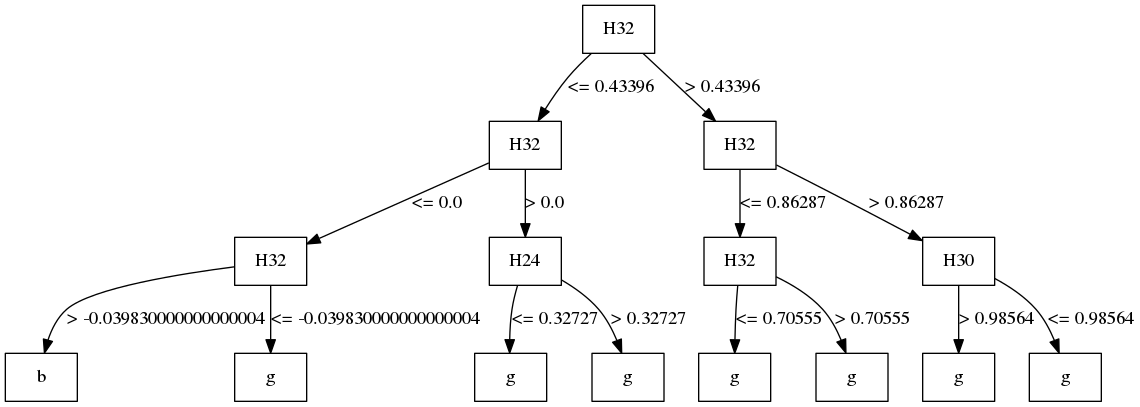 H32
<= 0.43396
> 0.43396
H32
H32
<= 0.0
> 0.0
<= 0.86287
> 0.86287
H32
H24
H32
H30
> -0.039830000000000004
<= -0.039830000000000004
<= 0.32727
> 0.32727
<= 0.70555
> 0.70555
> 0.98564
<= 0.98564
b
g
g
g
g
g
g
g